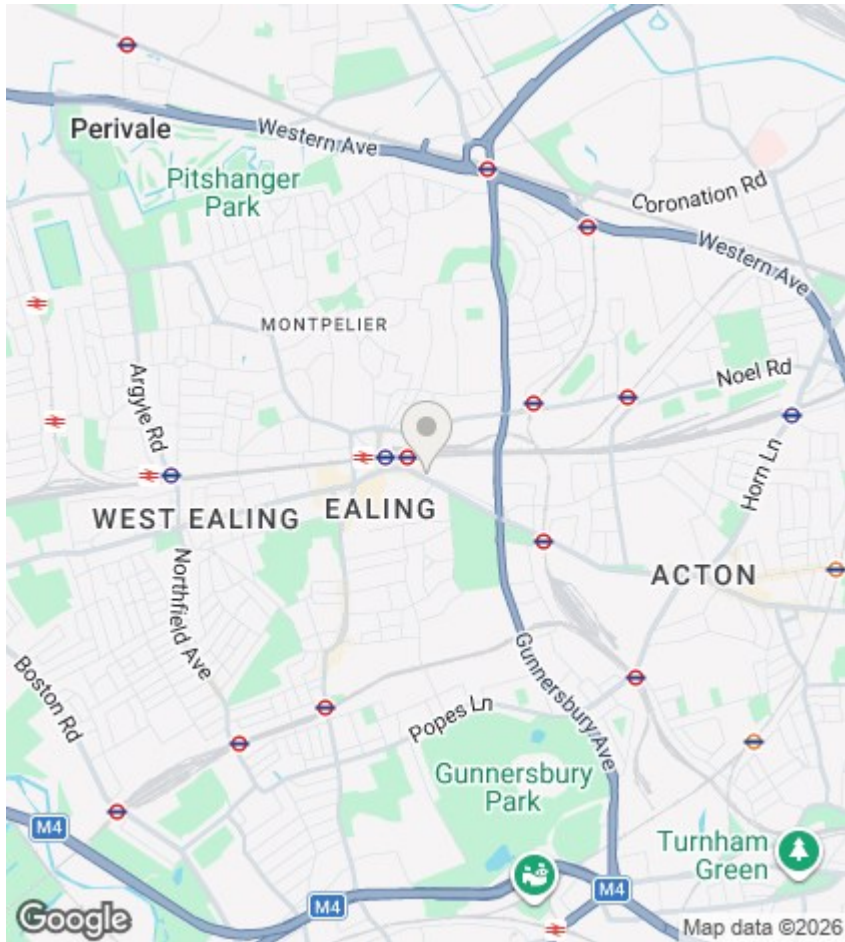 Perivale
Western Ave
Pitshanger
Park
Coronation Rd
Western Ave
MONTPELIER
Argyle Rd
Noel Rd
Horn Ln
WEST EALING
EALING
ACTON
Northfield Ave
Boston Rd
Gunnersbury Ave
Popes Ln
Gunnersbury
Park
M4
Turnham
Green
M4
M4
Google
Map data ©2026